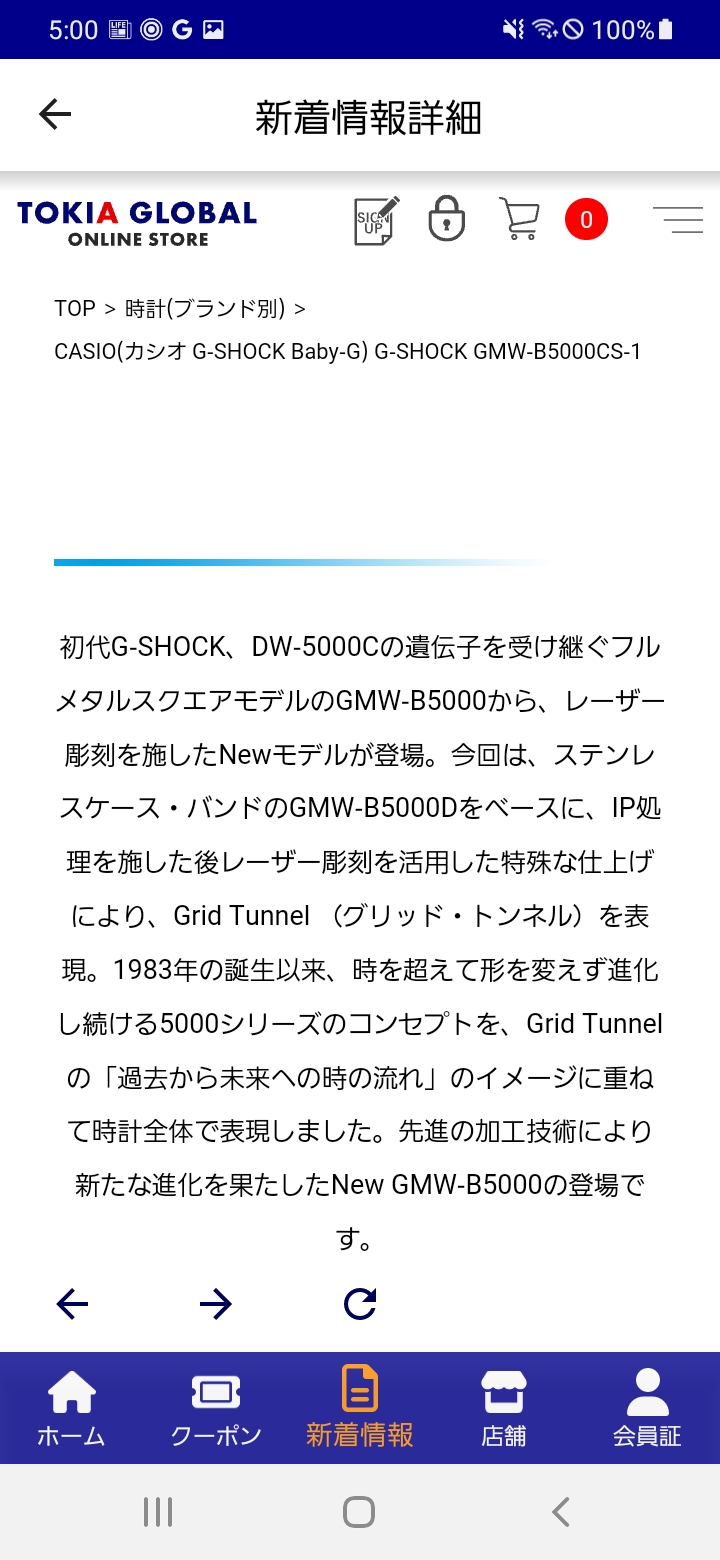 5:00
100%
新着情報詳細
TOKIA GLOBAL
ONLINE STORE
SIGN
UP
0
TOP > 時計(ブランド別) >
CASIO(カシオ G-SHOCK Baby-G) G-SHOCK GMW-B5000CS-1
初代G-SHOCK、DW-5000Cの遺伝子を受け継ぐフル
メタルスクエアモデルのGMW-B5000から、レーザー
彫刻を施したNewモデルが登場。今回は、ステンレ
スケース・バンドのGMW-B5000Dをベースに、IP処
理を施した後レーザー彫刻を活用した特殊な仕上げ
により、Grid Tunnel （グリッド・トンネル）を表
現。1983年の誕生以来、時を超えて形を変えず進化
し続ける5000シリーズのコンセプトを、Grid Tunnel
の「過去から未来への時の流れ」のイメージに重ね
て時計全体で表現しました。先進の加工技術により
新たな進化を果たしたNew GMW-B5000の登場で
す。
ホーム
クーポン
新着情報
店舗
会員証